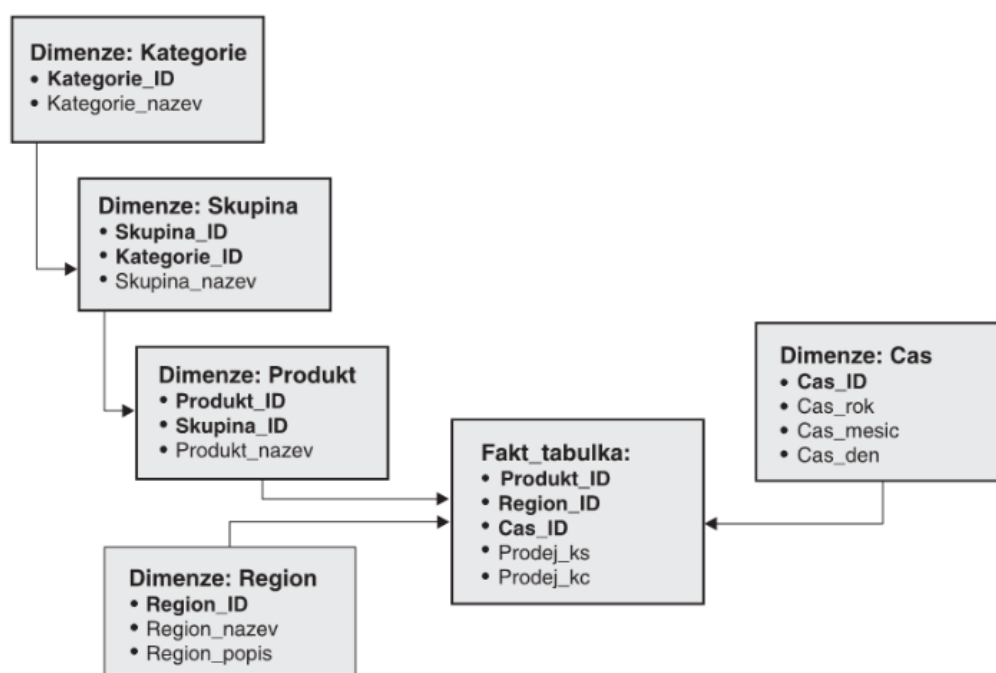 Dimenze: Kategorie
• Kategorie_ID
• Kategorie_nazev
Dimenze: Skupina
• Skupina_ID
• Kategorie_ID
• Skupina_nazev
Dimenze: Produkt
• Produkt_ID
• Skupina_ID
• Produkt_nazev
Dimenze: Cas
• Cas_ID
• Cas_rok
• Cas_mesic
• Cas_den
Fakt_tabulka:
• Produkt_ID
• Region_ID
• Cas_ID
• Prodej_ks
• Prodej_kc
Dimenze: Region
• Region_ID
• Region_nazev
• Region_popis